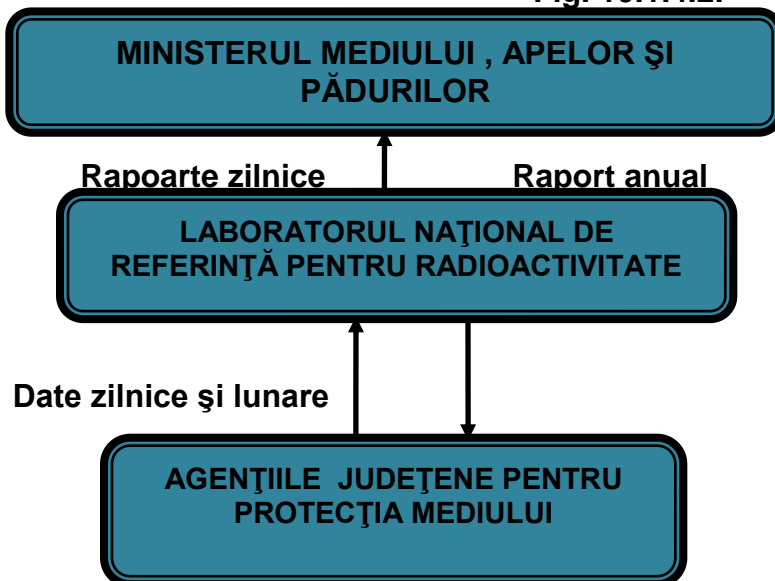 MINISTERUL MEDIULUI , APELOR ŞI
PĂDURILOR
Rapoarte zilnice Raport anual
LABORATORUL NAŢIONAL DE
REFERINŢĂ PENTRU RADIOACTIVITATE
Date zilnice şi lunare
AGENŢIILE JUDEŢENE PENTRU
PROTECŢIA MEDIULUI